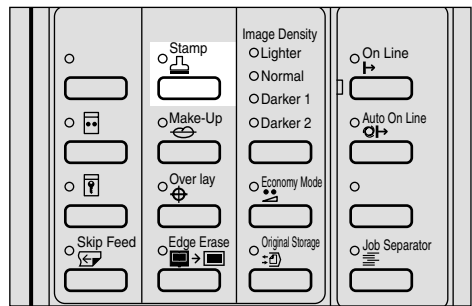 Stamp
Image Density
Lighter
Normal
Darker 1
Darker 2
On Line
Make-Up
Auto On Line
Over lay
Economy Mode
Skip Feed
Edge Erase
Original Storage
Job Separator